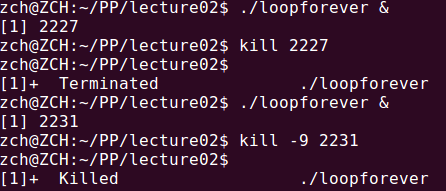 zch@ZCH:~/PP/lecture02$ ./loopforever &
[1] 2227
zch@ZCH:~/PP/lecture02$ kill 2227
zch@ZCH:~/PP/lecture02$
[1]+  Terminated              ./loopforever
zch@ZCH:~/PP/lecture02$ ./loopforever &
[1] 2231
zch@ZCH:~/PP/lecture02$ kill -9 2231
zch@ZCH:~/PP/lecture02$
[1]+  Killed                  ./loopforever